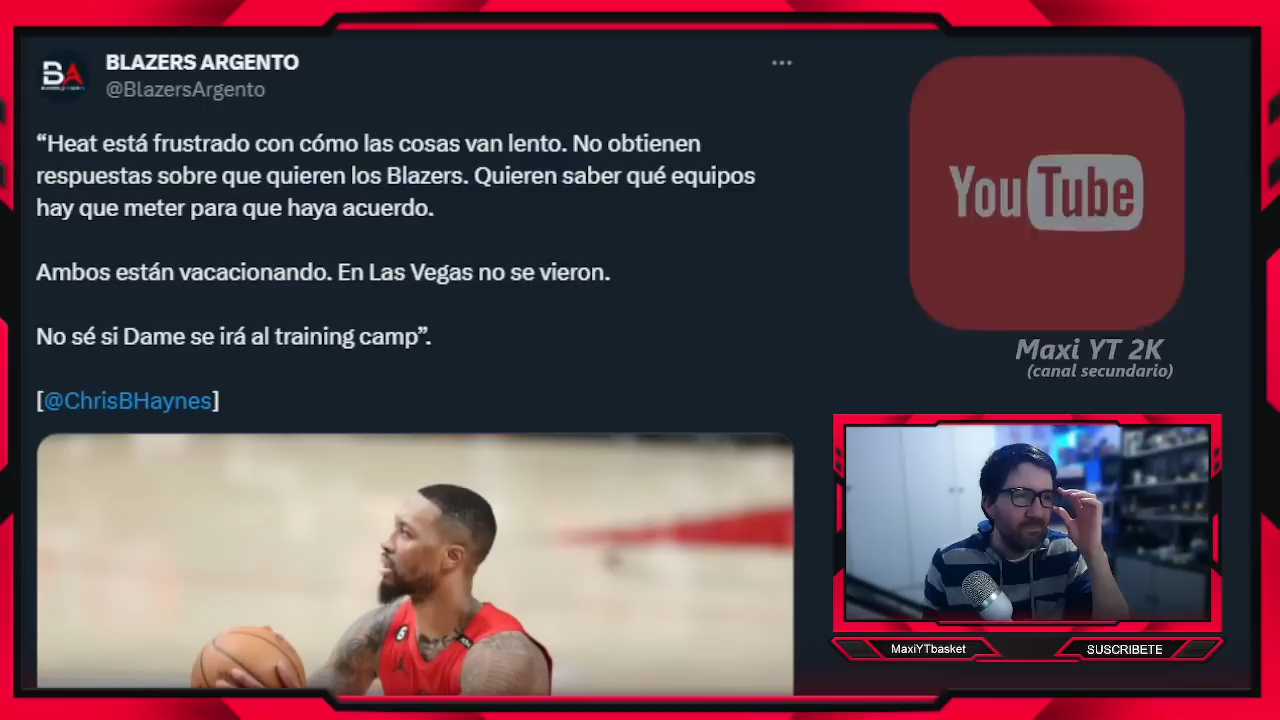 BLAZERS ARGENTO
@BlazersArgento
“Heat está frustrado con cómo las cosas van lento. No obtienen
respuestas sobre que quieren los Blazers. Quieren saber qué equipos
hay que meter para que haya acuerdo.
Ambos están vacacionando. En Las Vegas no se vieron.
No sé si Dame se irá al training camp”.
[@ChrisBHaynes]
BA
YouTube
Maxi YT 2K
(canal secundario)
MaxiYTbasket
SUSCRIBETE
6